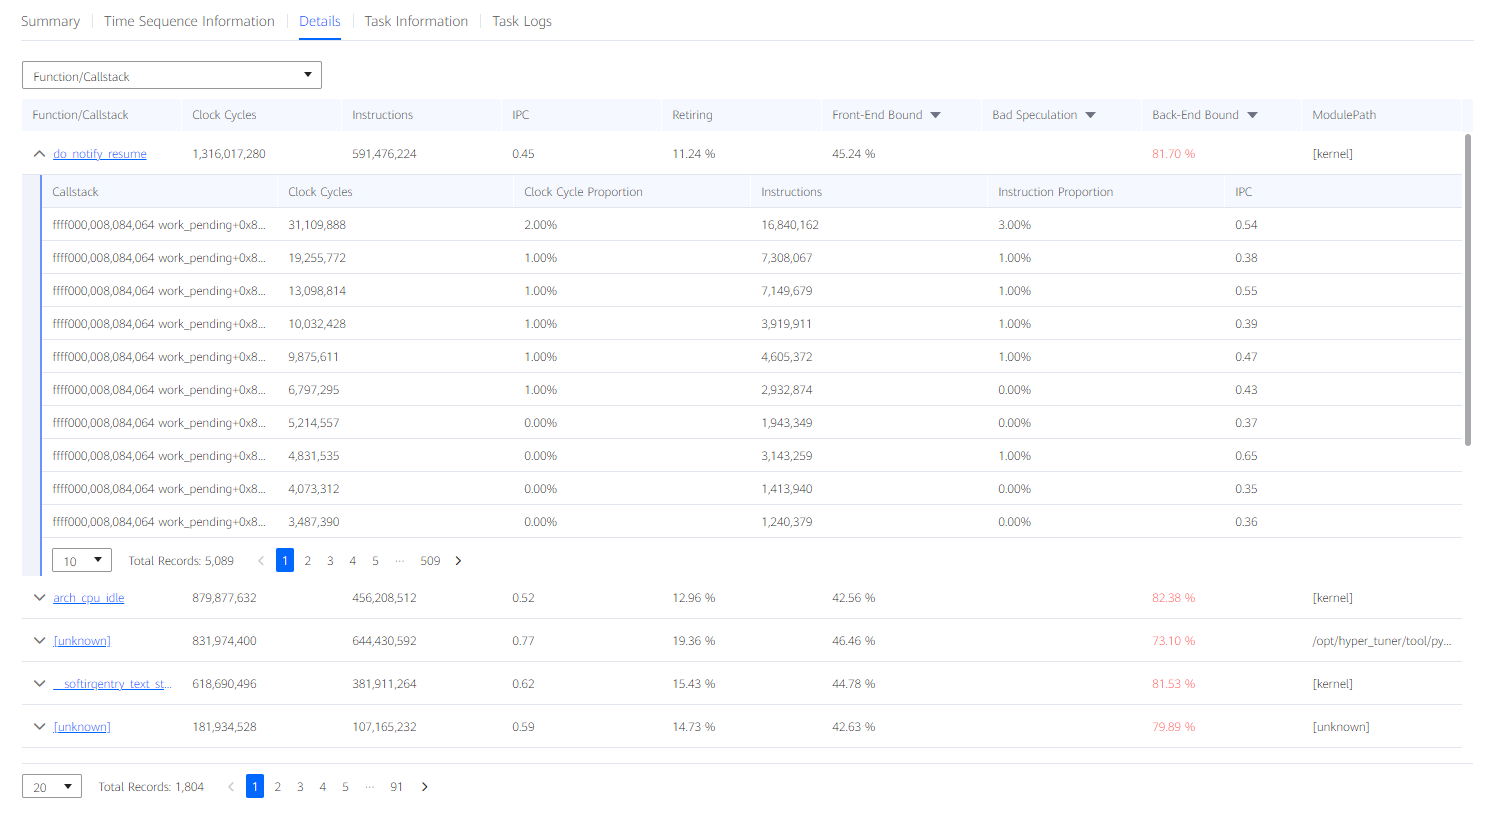 Summary Time Sequence Information Details Task Information Task Logs
Function/Callstack
Function/Callstack Clock Cycles Instructions IPC Retiring Front-End Bound Bad Speculation Back-End Bound ModulePath
do_notify_resume 1,316,017,280 591,476,224 0.45 11.24 % 45.24 % 81.70 % [kernel]
Callstack Clock Cycles Clock Cycle Proportion Instructions Instruction Proportion IPC
ffff000,008,084,064 work_pending+0x8... 31,109,888 2.00% 16,840,162 3.00% 0.54
ffff000,008,084,064 work_pending+0x8... 19,255,772 1.00% 7,308,067 1.00% 0.38
ffff000,008,084,064 work_pending+0x8... 13,098,814 1.00% 7,149,679 1.00% 0.55
ffff000,008,084,064 work_pending+0x8... 10,032,428 1.00% 3,919,911 1.00% 0.39
ffff000,008,084,064 work_pending+0x8... 9,875,611 1.00% 4,605,372 1.00% 0.47
ffff000,008,084,064 work_pending+0x8... 6,797,295 1.00% 2,932,874 0.00% 0.43
ffff000,008,084,064 work_pending+0x8... 5,214,557 0.00% 1,943,349 0.00% 0.37
ffff000,008,084,064 work_pending+0x8... 4,831,535 0.00% 3,143,259 1.00% 0.65
ffff000,008,084,064 work_pending+0x8... 4,073,312 0.00% 1,413,940 0.00% 0.35
ffff000,008,084,064 work_pending+0x8... 3,487,390 0.00% 1,240,379 0.00% 0.36
10 Total Records: 5,089 < 1 2 3 4 5 ... 509 >
arch_cpu_idle 879,877,632 456,208,512 0.52 12.96 % 42.56 % 82.38 % [kernel]
[unknown] 831,974,400 644,430,592 0.77 19.36 % 46.46 % 73.10 % /opt/hyper_tuner/tool/py...
__softirqentry_text_st... 618,690,496 381,911,264 0.62 15.43 % 44.78 % 81.53 % [kernel]
[unknown] 181,934,528 107,165,232 0.59 14.73 % 42.63 % 79.89 % [unknown]
20 Total Records: 1,804 < 1 2 3 4 5 ... 91 >